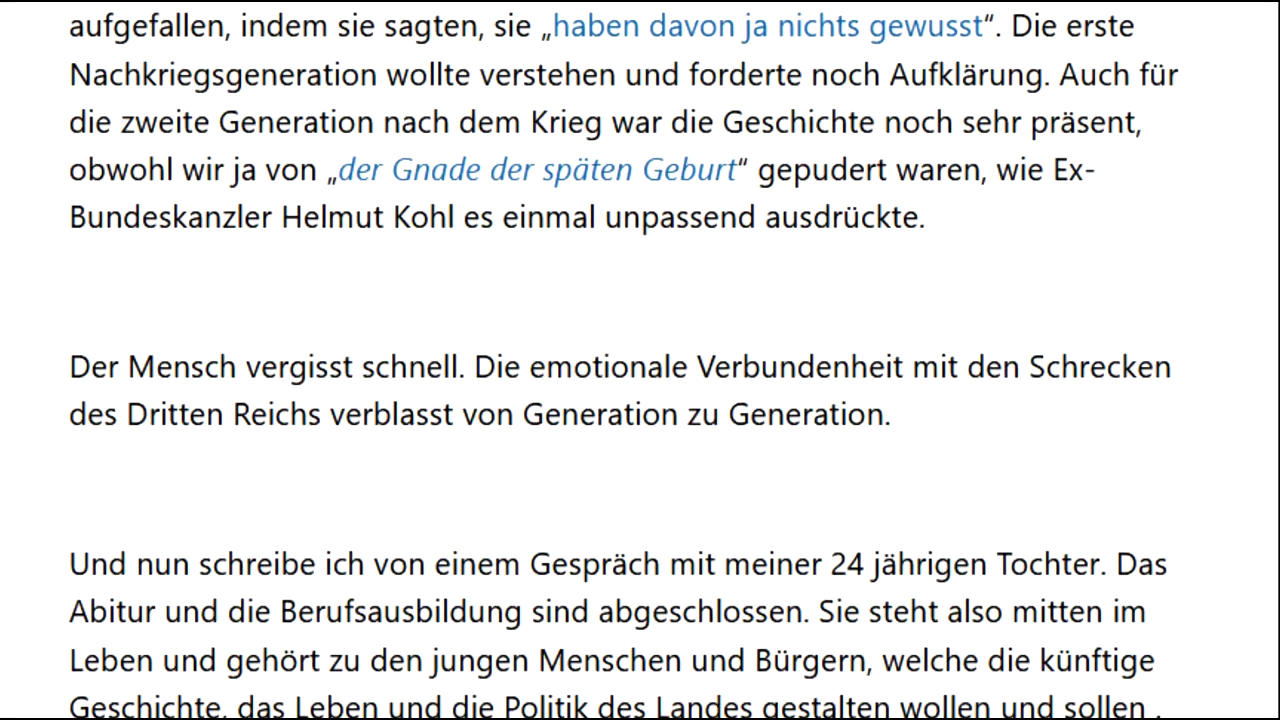 aufgefallen, indem sie sagten, sie „haben davon ja nichts gewusst“. Die erste
Nachkriegsgeneration wollte verstehen und forderte noch Aufklärung. Auch für
die zweite Generation nach dem Krieg war die Geschichte noch sehr präsent,
obwohl wir ja von „der Gnade der späten Geburt“ gepudert waren, wie Ex-
Bundeskanzler Helmut Kohl es einmal unpassend ausdrückte.
Der Mensch vergisst schnell. Die emotionale Verbundenheit mit den Schrecken
des Dritten Reichs verblasst von Generation zu Generation.
Und nun schreibe ich von einem Gespräch mit meiner 24 jährigen Tochter. Das
Abitur und die Berufsausbildung sind abgeschlossen. Sie steht also mitten im
Leben und gehört zu den jungen Menschen und Bürgern, welche die künftige
Geschichte, das Leben und die Politik des Landes gestalten wollen und sollen .